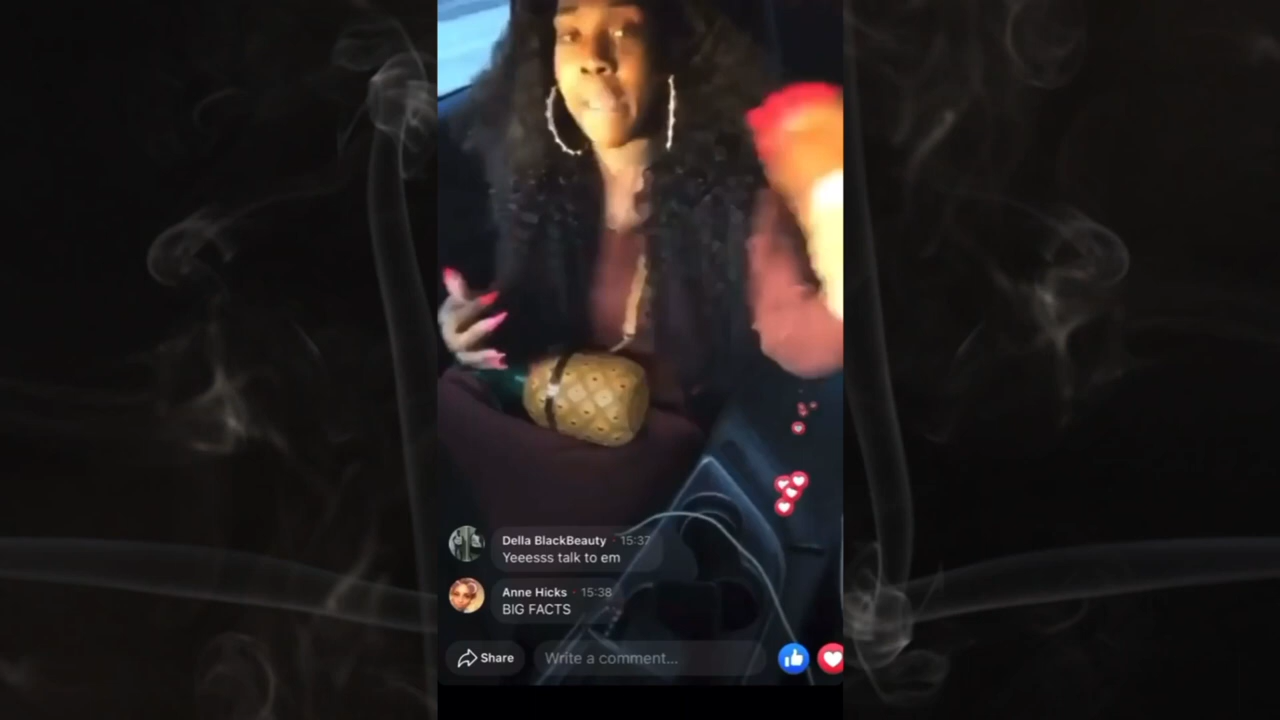 Della BlackBeauty · 15:37
Yeeesss talk to em
Anne Hicks · 15:38
BIG FACTS
Share
Write a comment...